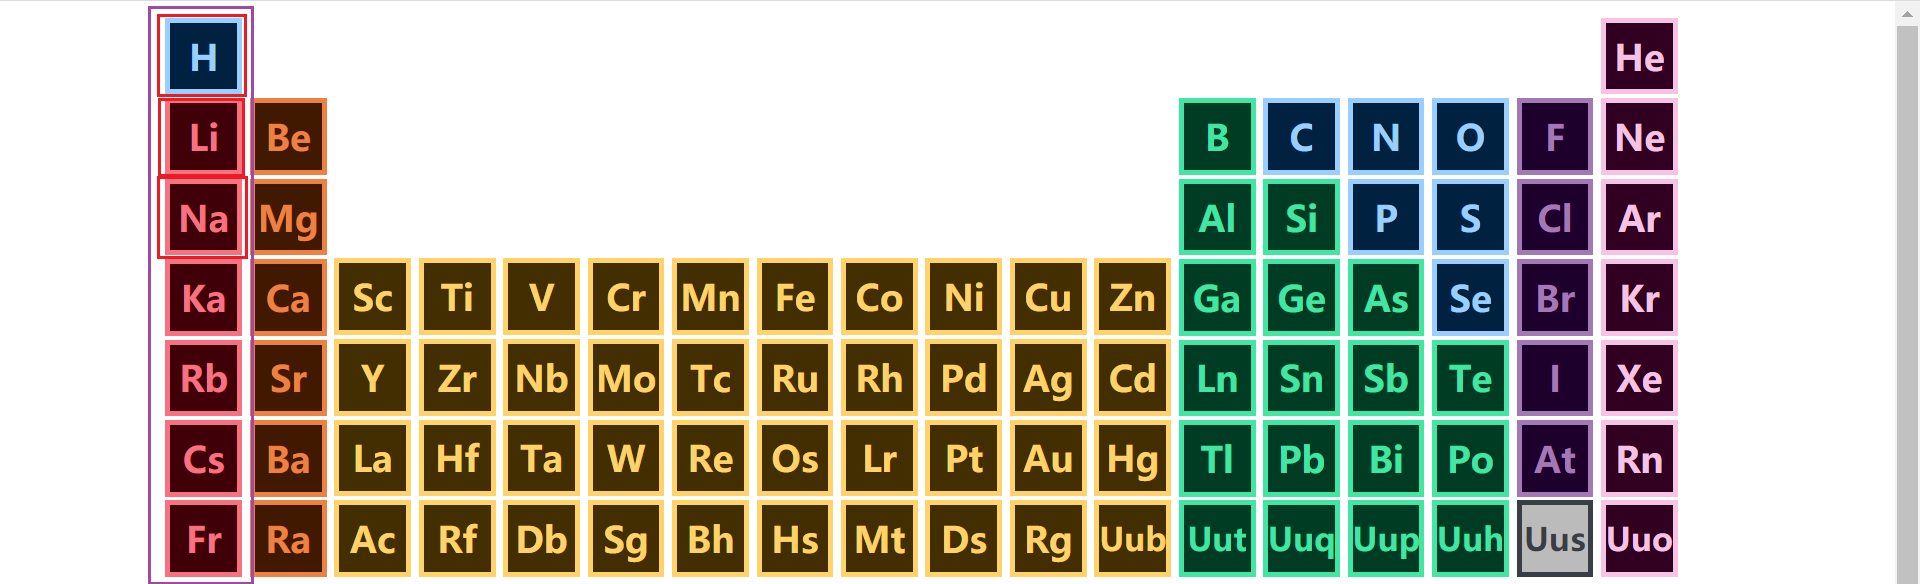 H He
Li Be B C N O F Ne
Na Mg Al Si P S Cl Ar
Ka Ca Sc Ti V Cr Mn Fe Co Ni Cu Zn Ga Ge As Se Br Kr
Rb Sr Y Zr Nb Mo Tc Ru Rh Pd Ag Cd Ln Sn Sb Te I Xe
Cs Ba La Hf Ta W Re Os Lr Pt Au Hg Tl Pb Bi Po At Rn
Fr Ra Ac Rf Db Sg Bh Hs Mt Ds Rg Uub Uut Uuq Uup Uuh Uus Uuo